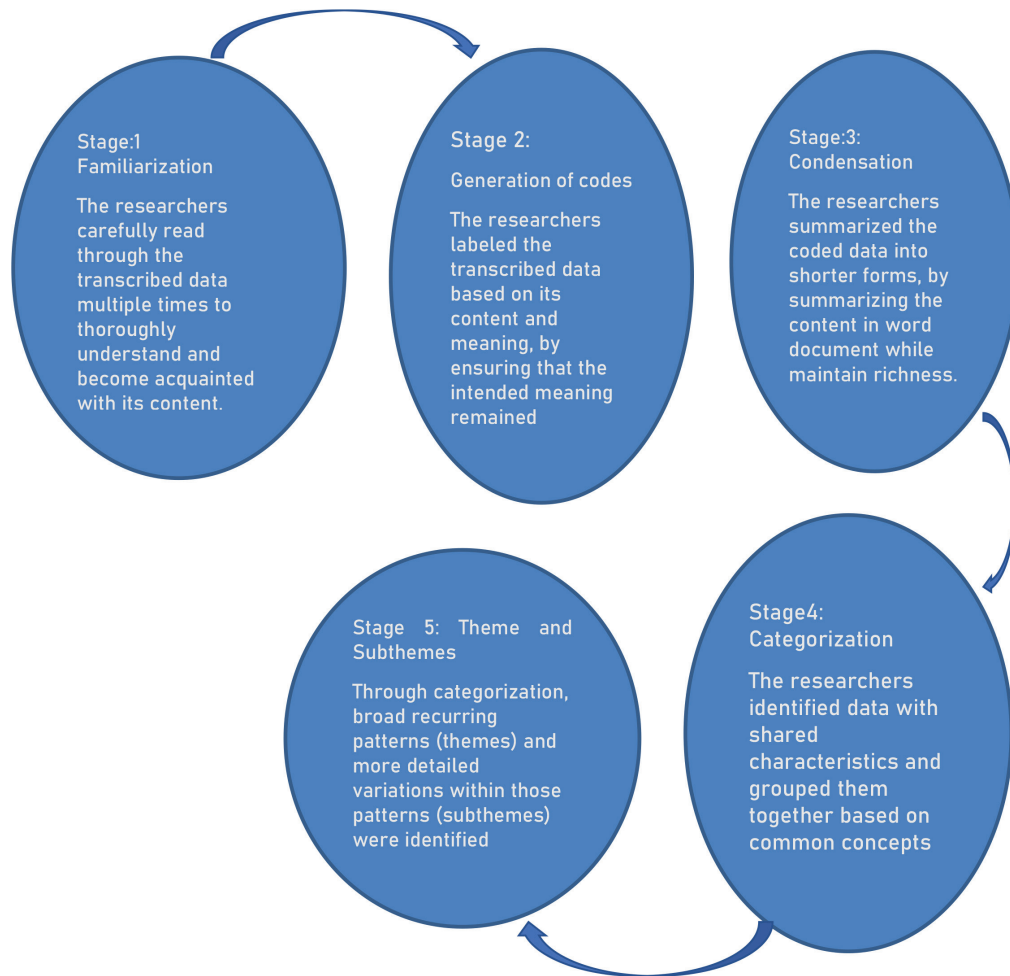 Stage:1
Familiarization
The researchers
carefully read
through the
transcribed data
multiple times to
thoroughly
understand and
become acquainted
with its content.
Stage 2:
Generation of codes
The researchers
labeled the
transcribed data
based on its
content and
meaning, by
ensuring that the
intended meaning
remained
Stage:3:
Condensation
The researchers
summarized the
coded data into
shorter forms, by
summarizing the
content in word
document while
maintain richness.
Stage4:
Categorization
The researchers
identified data with
shared
characteristics and
grouped them
together based on
common concepts
Stage 5: Theme and
Subthemes
Through categorization,
broad recurring
patterns (themes) and
more detailed
variations within those
patterns (subthemes)
were identified